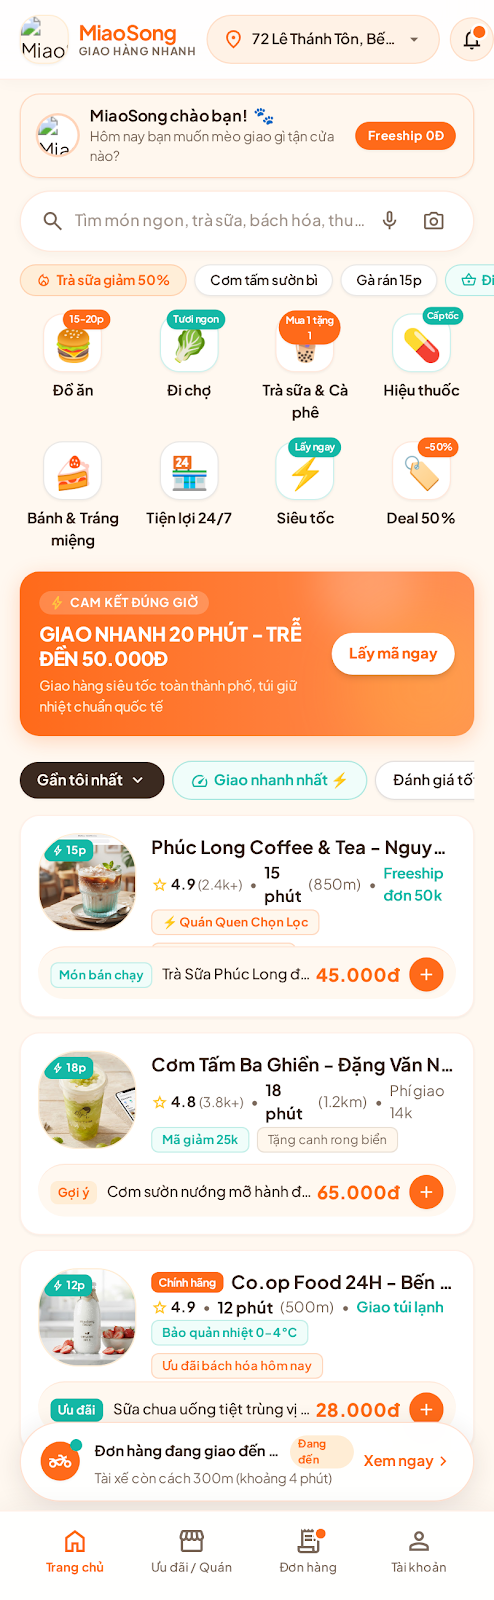 Miao
MiaoSong
GIAO HÀNG NHANH
72 Lê Thánh Tôn, Bế...
MiaoSong chào bạn! 🐾
Hôm nay bạn muốn mèo giao gì tận cửa
nào?
Freeship 0Đ
Tìm món ngon, trà sữa, bách hóa, thu...
Trà sữa giảm 50%
Cơm tấm sườn bì
Gà rán 15p
Đi
15-20p
Tươi ngon
Mua 1 tặng
1
Cấp tốc
Đồ ăn
Đi chợ
Trà sữa & Cà
phê
Hiệu thuốc
24
Lấy ngay
-50%
Bánh & Tráng
miệng
Tiện lợi 24/7
Siêu tốc
Deal 50%
CAM KẾT ĐÚNG GIỜ
GIAO NHANH 20 PHÚT - TRỄ
ĐỀN 50.000Đ
Giao hàng siêu tốc toàn thành phố, túi giữ
nhiệt chuẩn quốc tế
Lấy mã ngay
Gần tôi nhất
Giao nhanh nhất ⚡
Đánh giá tố
15p
Phúc Long Coffee & Tea - Nguy...
4.9 (2.4k+) • 15 phút (850m) • Freeship đơn 50k
⚡ Quán Quen Chọn Lọc
Món bán chạy
Trà Sữa Phúc Long đ...
45.000đ
18p
Cơm Tấm Ba Ghiền - Đặng Văn N...
4.8 (3.8k+) • 18 phút (1.2km) • Phí giao 14k
Mã giảm 25k
Tặng canh rong biển
Gợi ý
Cơm sườn nướng mỡ hành đ...
65.000đ
12p
Chính hãng
Co.op Food 24H - Bến ...
4.9 • 12 phút (500m) • Giao túi lạnh
Bảo quản nhiệt 0-4°C
Ưu đãi bách hóa hôm nay
Ưu đãi
Sữa chua uống tiệt trùng vị ...
28.000đ
Đơn hàng đang giao đến ...
Đang
đến
Tài xế còn cách 300m (khoảng 4 phút)
Xem ngay
Trang chủ
Ưu đãi / Quán
Đơn hàng
Tài khoản